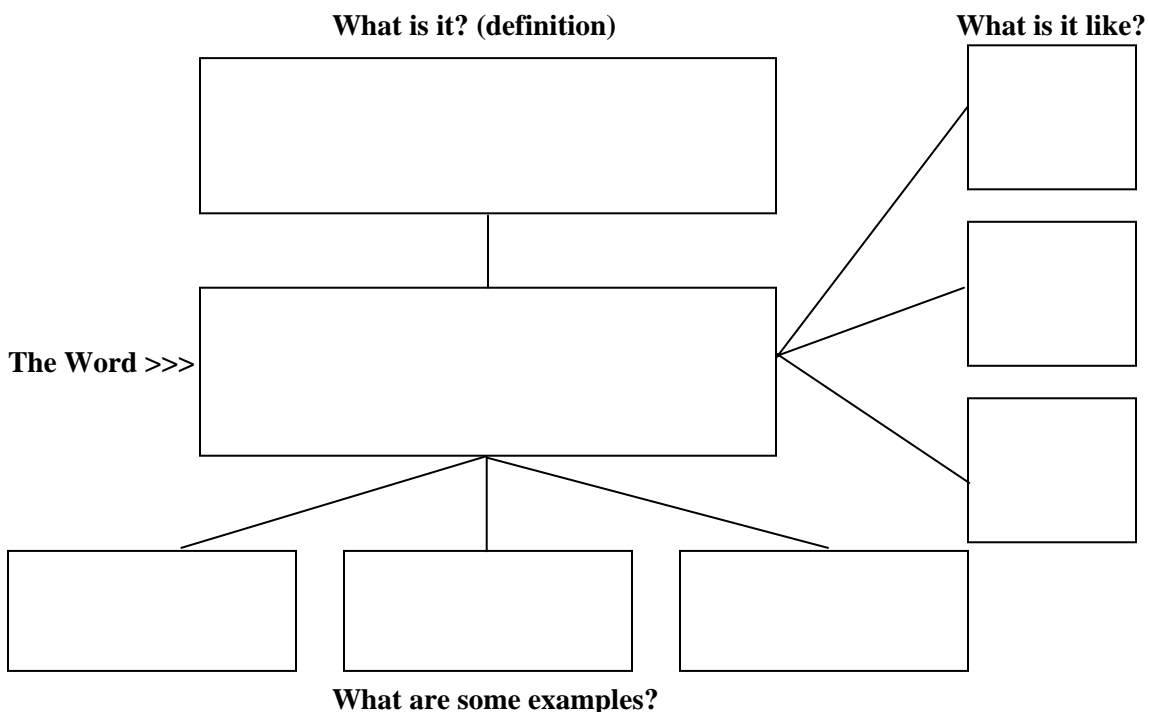 What is it? (definition)
What is it like?
The Word >>>
What are some examples?